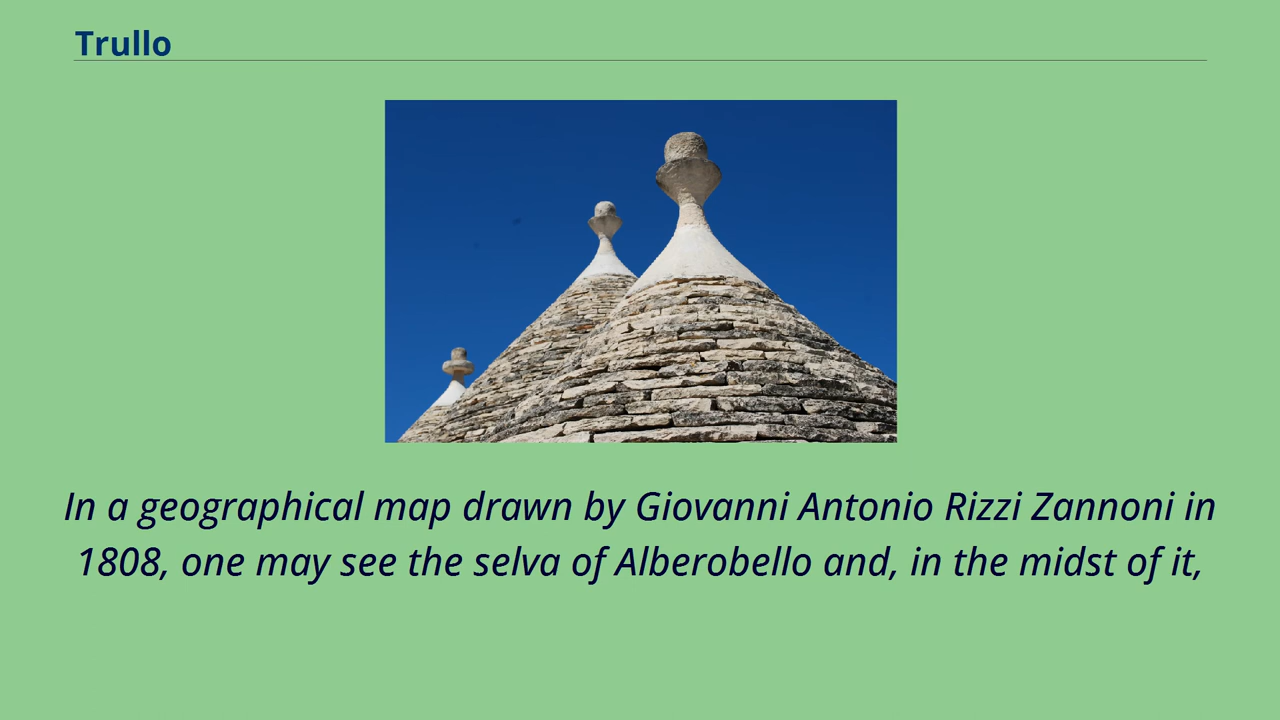 Trullo
In a geographical map drawn by Giovanni Antonio Rizzi Zannoni in
1808, one may see the selva of Alberobello and, in the midst of it,